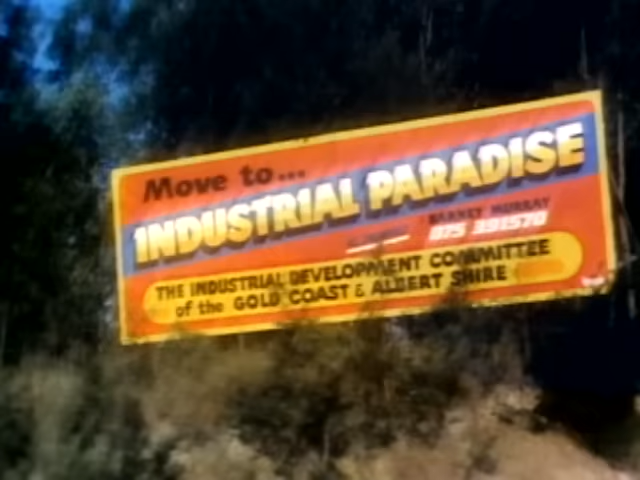 Move to...
INDUSTRIAL PARADISE
BARNEY MURRAY
075 391570
THE INDUSTRIAL DEVELOPMENT COMMITTEE
of the GOLD COAST & ALBERT SHIRE